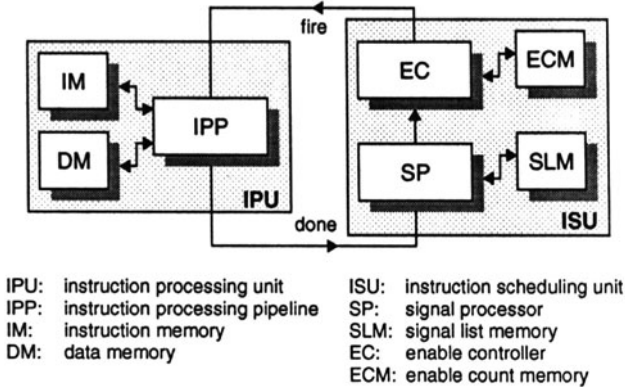 fire
IM
EC
ECM
IPP
DM
SP
SLM
IPU
ISU
done
IPU: instruction processing unit
IPP: instruction processing pipeline
IM: instruction memory
DM: data memory
ISU: instruction scheduling unit
SP: signal processor
SLM: signal list memory
EC: enable controller
ECM: enable count memory